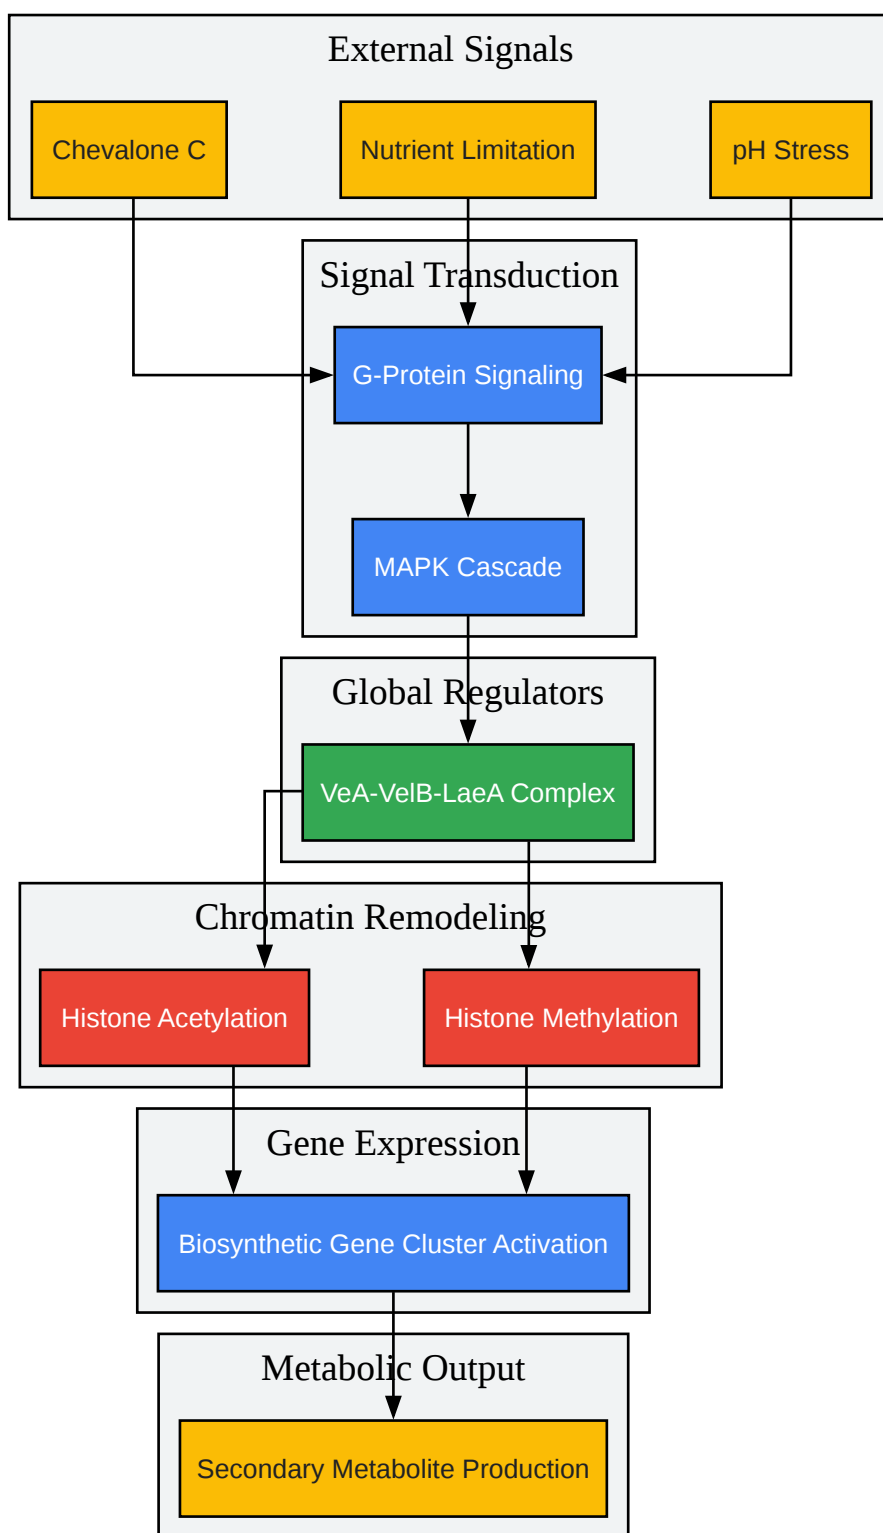 External Signals
Chevalone C
Nutrient Limitation
pH Stress
Signal Transduction
G-Protein Signaling
MAPK Cascade
Global Regulators
VeA-VelB-LaeA Complex
Chromatin Remodeling
Histone Acetylation
Histone Methylation
Gene Expression
Biosynthetic Gene Cluster Activation
Metabolic Output
Secondary Metabolite Production